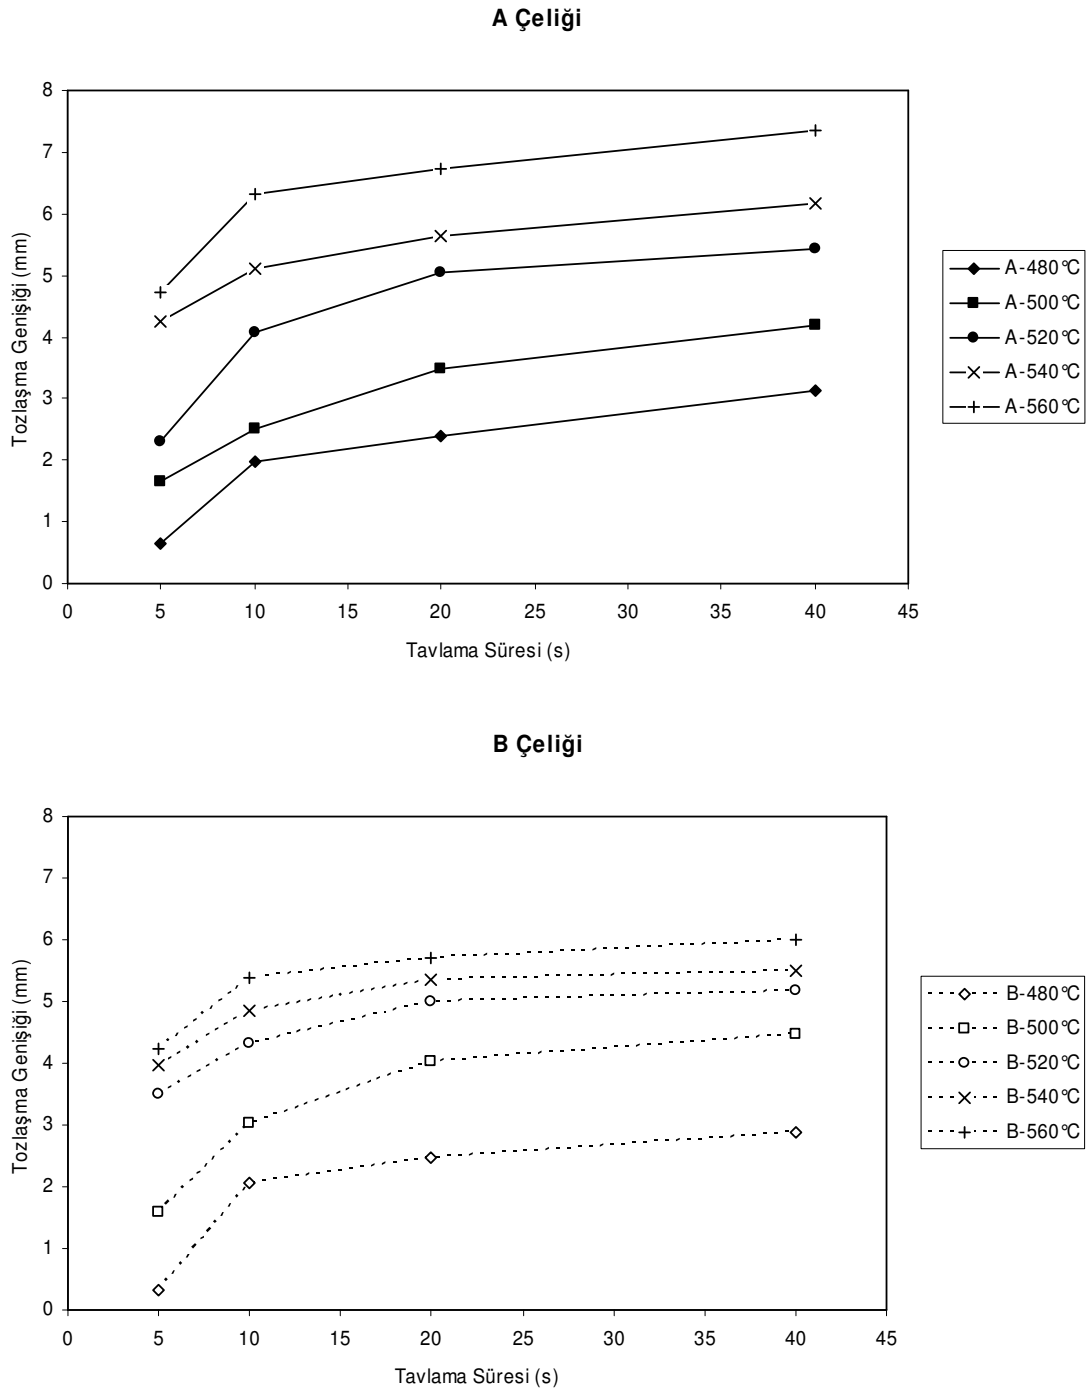 A Çeliği
8
7
6
5
4
3
2
1
0
Tozlaşma Genişiği (mm)
0 5 10 15 20 25 30 35 40 45
Tavlama Süresi (s)
A-480°C
A-500°C
A-520°C
A-540°C
A-560°C
B Çeliği
8
7
6
5
4
3
2
1
0
Tozlaşma Genişiği (mm)
0 5 10 15 20 25 30 35 40 45
Tavlama Süresi (s)
B-480°C
B-500°C
B-520°C
B-540°C
B-560°C